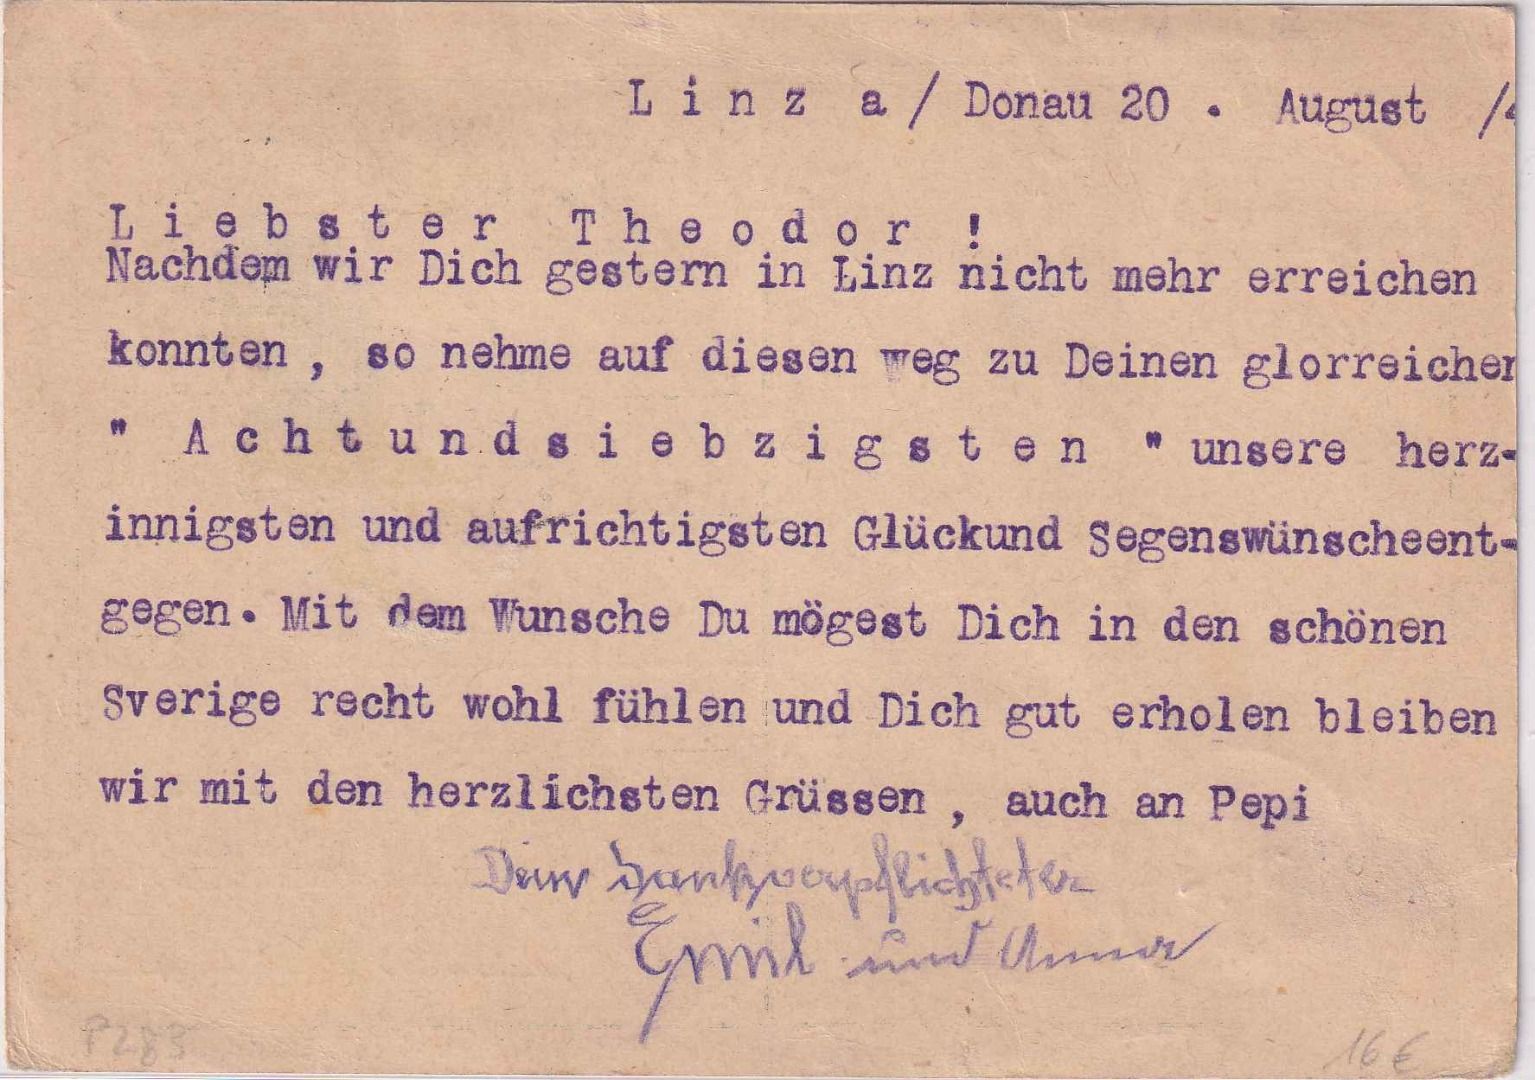 L i n z a / Donau 20 . August /4
L i e b s t e r T h e o d o r !
Nachdem wir Dich gestern in Linz nicht mehr erreichen
konnten , so nehme auf diesen weg zu Deinen glorreichen
" A c h t u n d s i e b z i g s t e n " unsere herz-
innigsten und aufrichtigsten Glückund Segenswünscheent-
gegen. Mit dem Wunsche Du mögest Dich in den schönen
Sverige recht wohl fühlen und Dich gut erholen bleiben
wir mit den herzlichsten Grüssen , auch an Pepi
Dein dankverpflichteter
Emil und Anna
P283
16 €